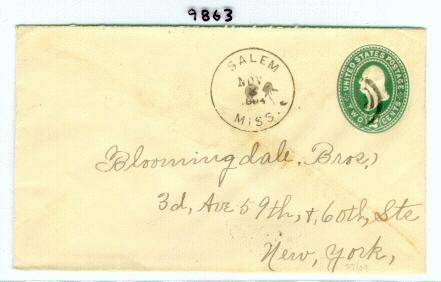 9863
SALEM
NOV
MISS.
UNITED STATES POSTAGE
TWO CENTS
Bloomingdale, Bros,
3d, Ave 59th, &, 60th, Sts
New, York,